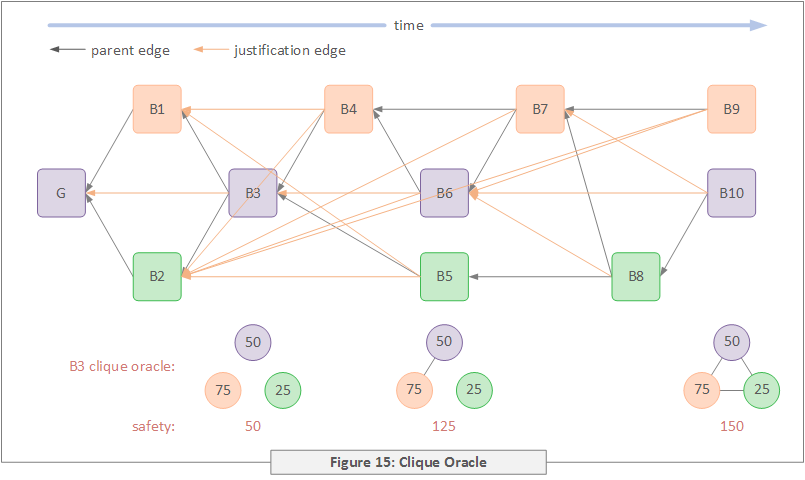 time
parent edge justification edge
B1 B4 B7 B9
G B3 B6 B10
B2 B5 B8
50 50 50
B3 clique oracle:
75 25 75 25 75 25
safety: 50 125 150
Figure 15: Clique Oracle